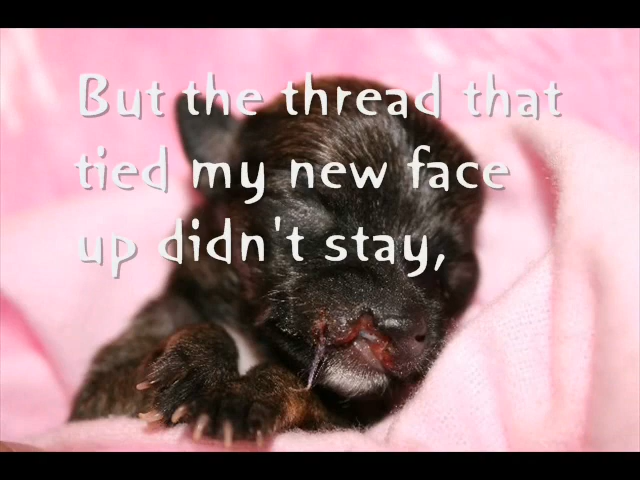 But the thread that
tied my new face
up didn't stay,